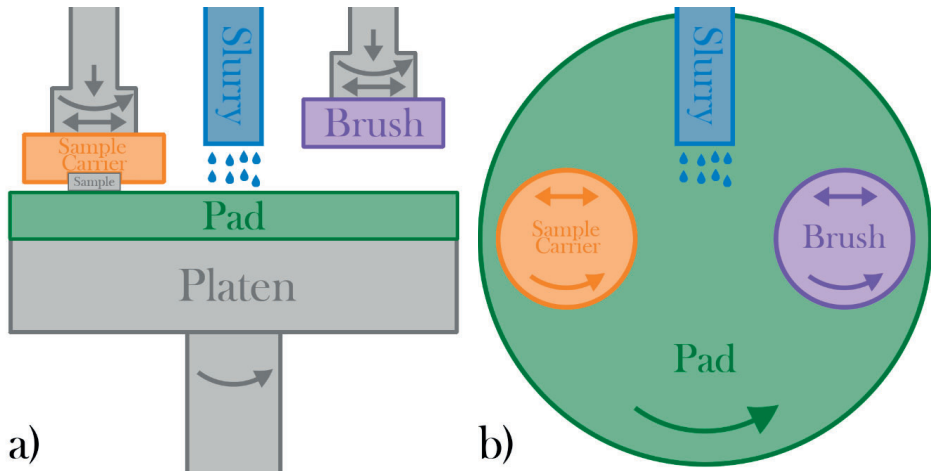 Slurry
Brush
Sample
Carrier
Sample
Pad
Platen
a)
Slurry
Sample
Carrier
Brush
Pad
b)